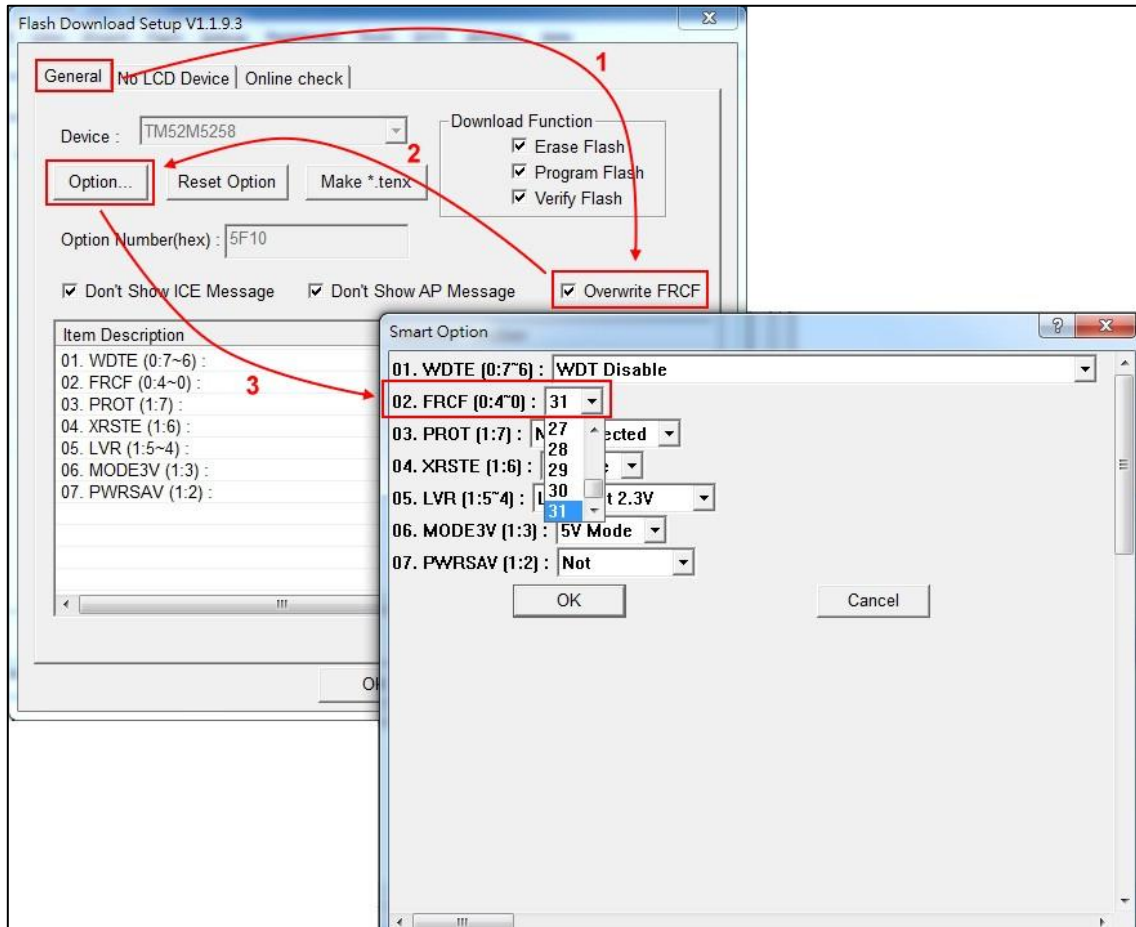 Flash Download Setup V1.1.9.3
General
No LCD Device
Online check
1
Device :
TM52M5258
Download Function
Erase Flash
Program Flash
Verify Flash
2
Option...
Reset Option
Make *.tenx
Option Number(hex) :
5F10
Don't Show ICE Message
Don't Show AP Message
Overwrite FRCF
Item Description
01. WDTE (0:7~6) :
02. FRCF (0:4~0) :
03. PROT (1:7) :
04. XRSTE (1:6) :
05. LVR (1:5~4) :
06. MODE3V (1:3) :
07. PWRSAV (1:2) :
3
Smart Option
01. WDTE (0:7~6) : WDT Disable
02. FRCF (0:4~0) : 31
03. PROT (1:7) :
04. XRSTE (1:6) :
05. LVR (1:5~4) : t 2.3V
06. MODE3V (1:3) : 5V Mode
07. PWRSAV (1:2) : Not
27
28
29
30
31
OK
Cancel